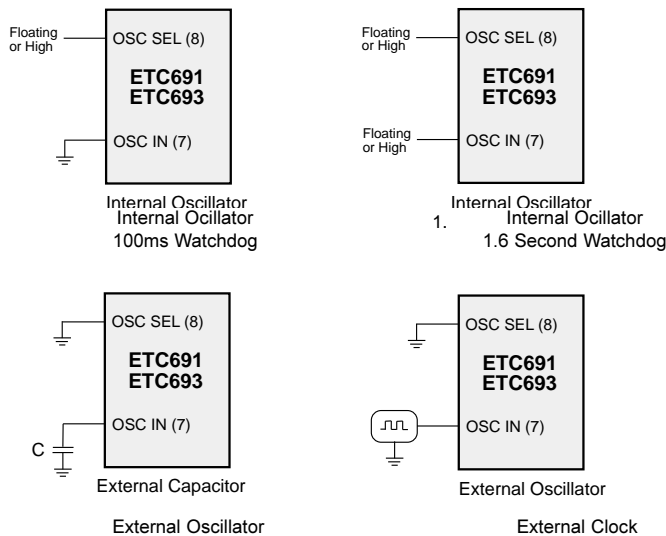 Floating
or High
OSC SEL (8)
ETC691
ETC693
OSC IN (7)
Internal Oscillator
Internal Ocillator
100ms Watchdog
Floating
or High
OSC SEL (8)
ETC691
ETC693
Floating
or High
OSC IN (7)
Internal Oscillator
1. Internal Ocillator
1.6 Second Watchdog
OSC SEL (8)
ETC691
ETC693
OSC IN (7)
C
External Capacitor
External Oscillator
OSC SEL (8)
ETC691
ETC693
OSC IN (7)
External Oscillator
External Clock